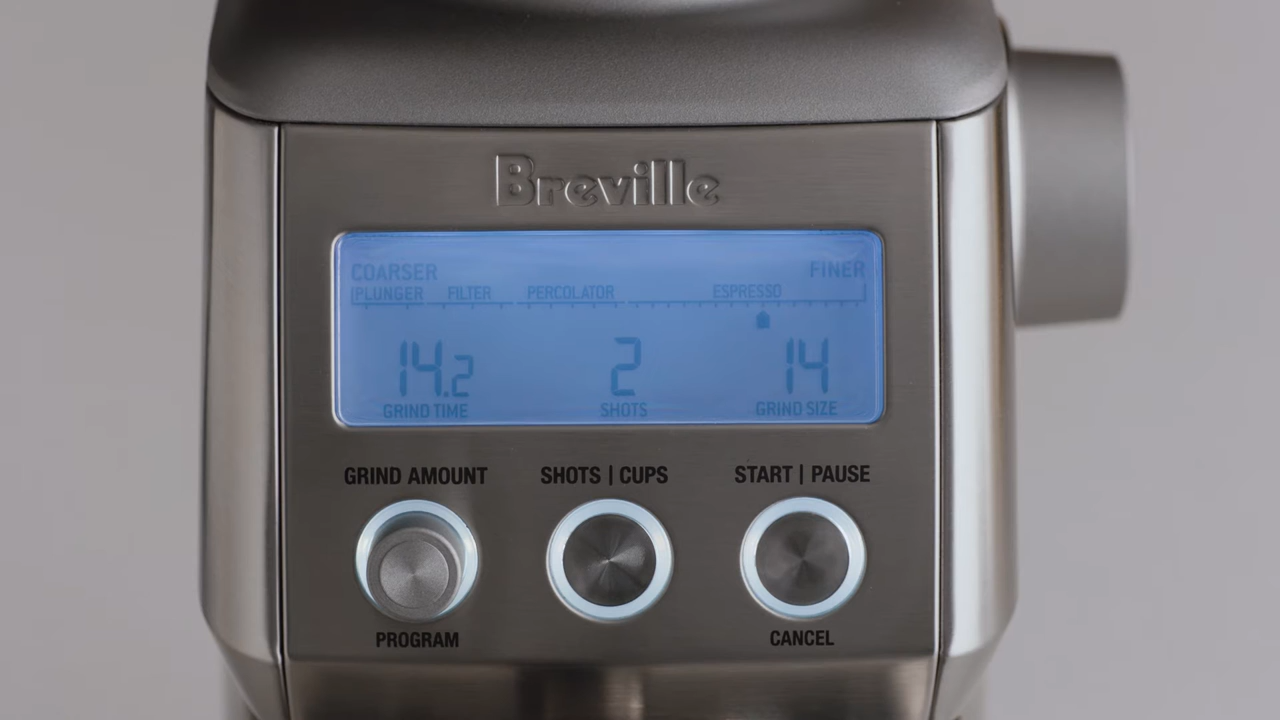 Breville
COARSER FINER
PLUNGER FILTER PERCOLATOR ESPRESSO
14.2 2 14
GRIND TIME SHOTS GRIND SIZE
GRIND AMOUNT SHOTS | CUPS START | PAUSE
PROGRAM CANCEL